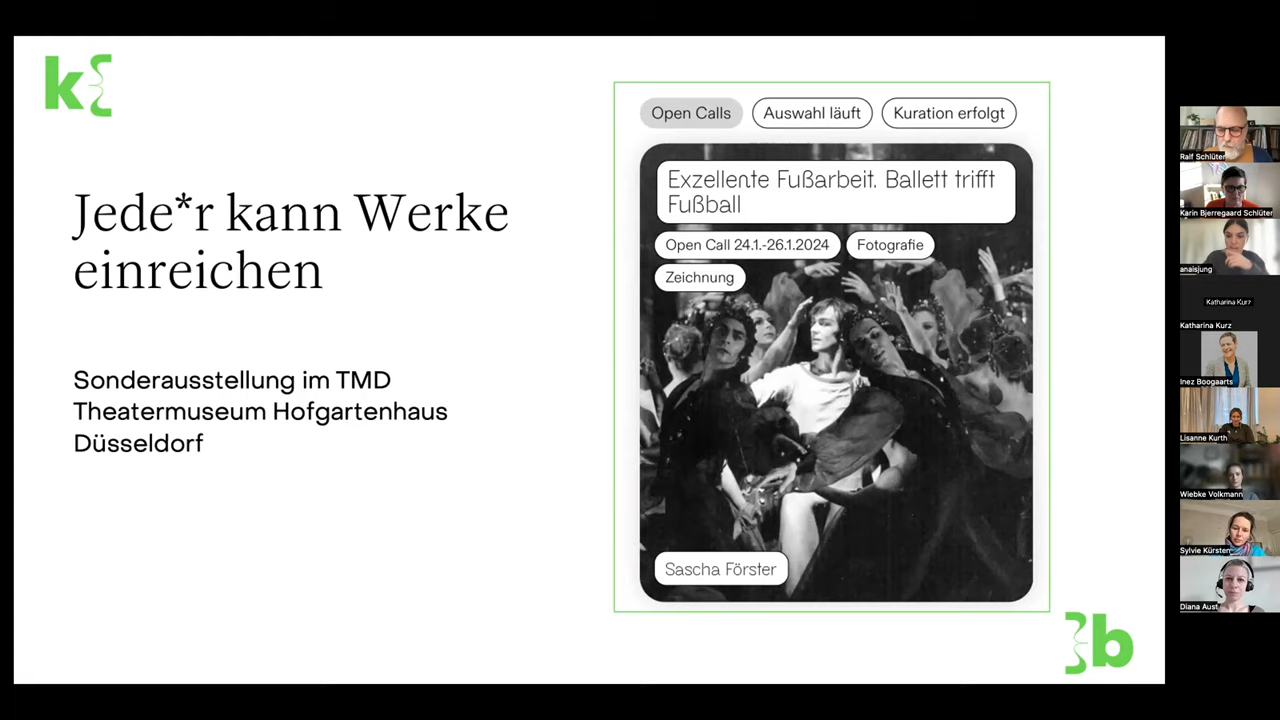 k
Jede*r kann Werke
einreichen
Sonderausstellung im TMD
Theatermuseum Hofgartenhaus
Düsseldorf
Open Calls
Auswahl läuft
Kuration erfolgt
Exzellente Fußarbeit. Ballett trifft
Fußball
Open Call 24.1.-26.1.2024
Fotografie
Zeichnung
Sascha Förster
b
Ralf Schlüter
Karin Bjerregaard Schlüter
anaisjung
Katharina Kurz
Katharina Kurz
Inez Boogaarts
Lisanne Kurth
Wiebke Volkmann
Sylvie Kürsten
Diana Aust